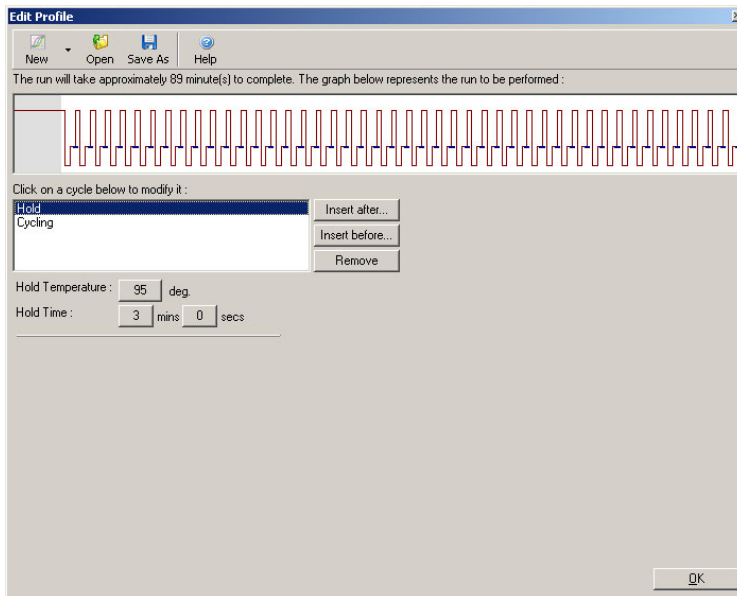 Edit Profile
New Open Save As Help
The run will take approximately 89 minute(s) to complete. The graph below represents the run to be performed :
Click on a cycle below to modify it :
Hold
Cycling
Insert after...
Insert before...
Remove
Hold Temperature : 95 deg.
Hold Time : 3 mins 0 secs
OK